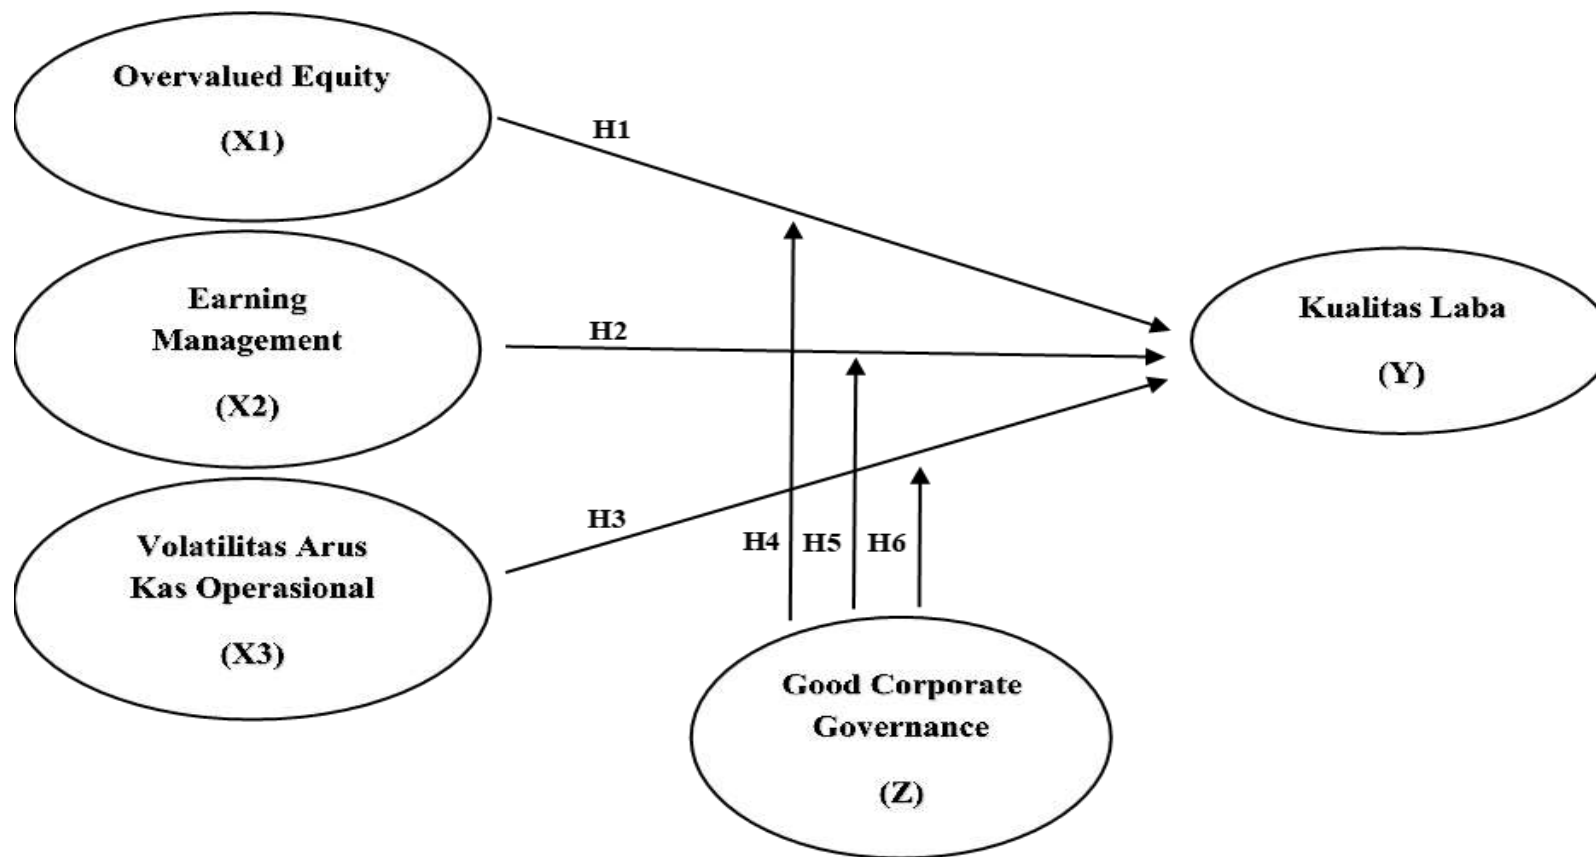 Overvalued Equity
(X1)
H1
Earning
Management
(X2)
H2
Kualitas Laba
(Y)
Volatilitas Arus
Kas Operasional
(X3)
H3
H4
H5
H6
Good Corporate
Governance
(Z)